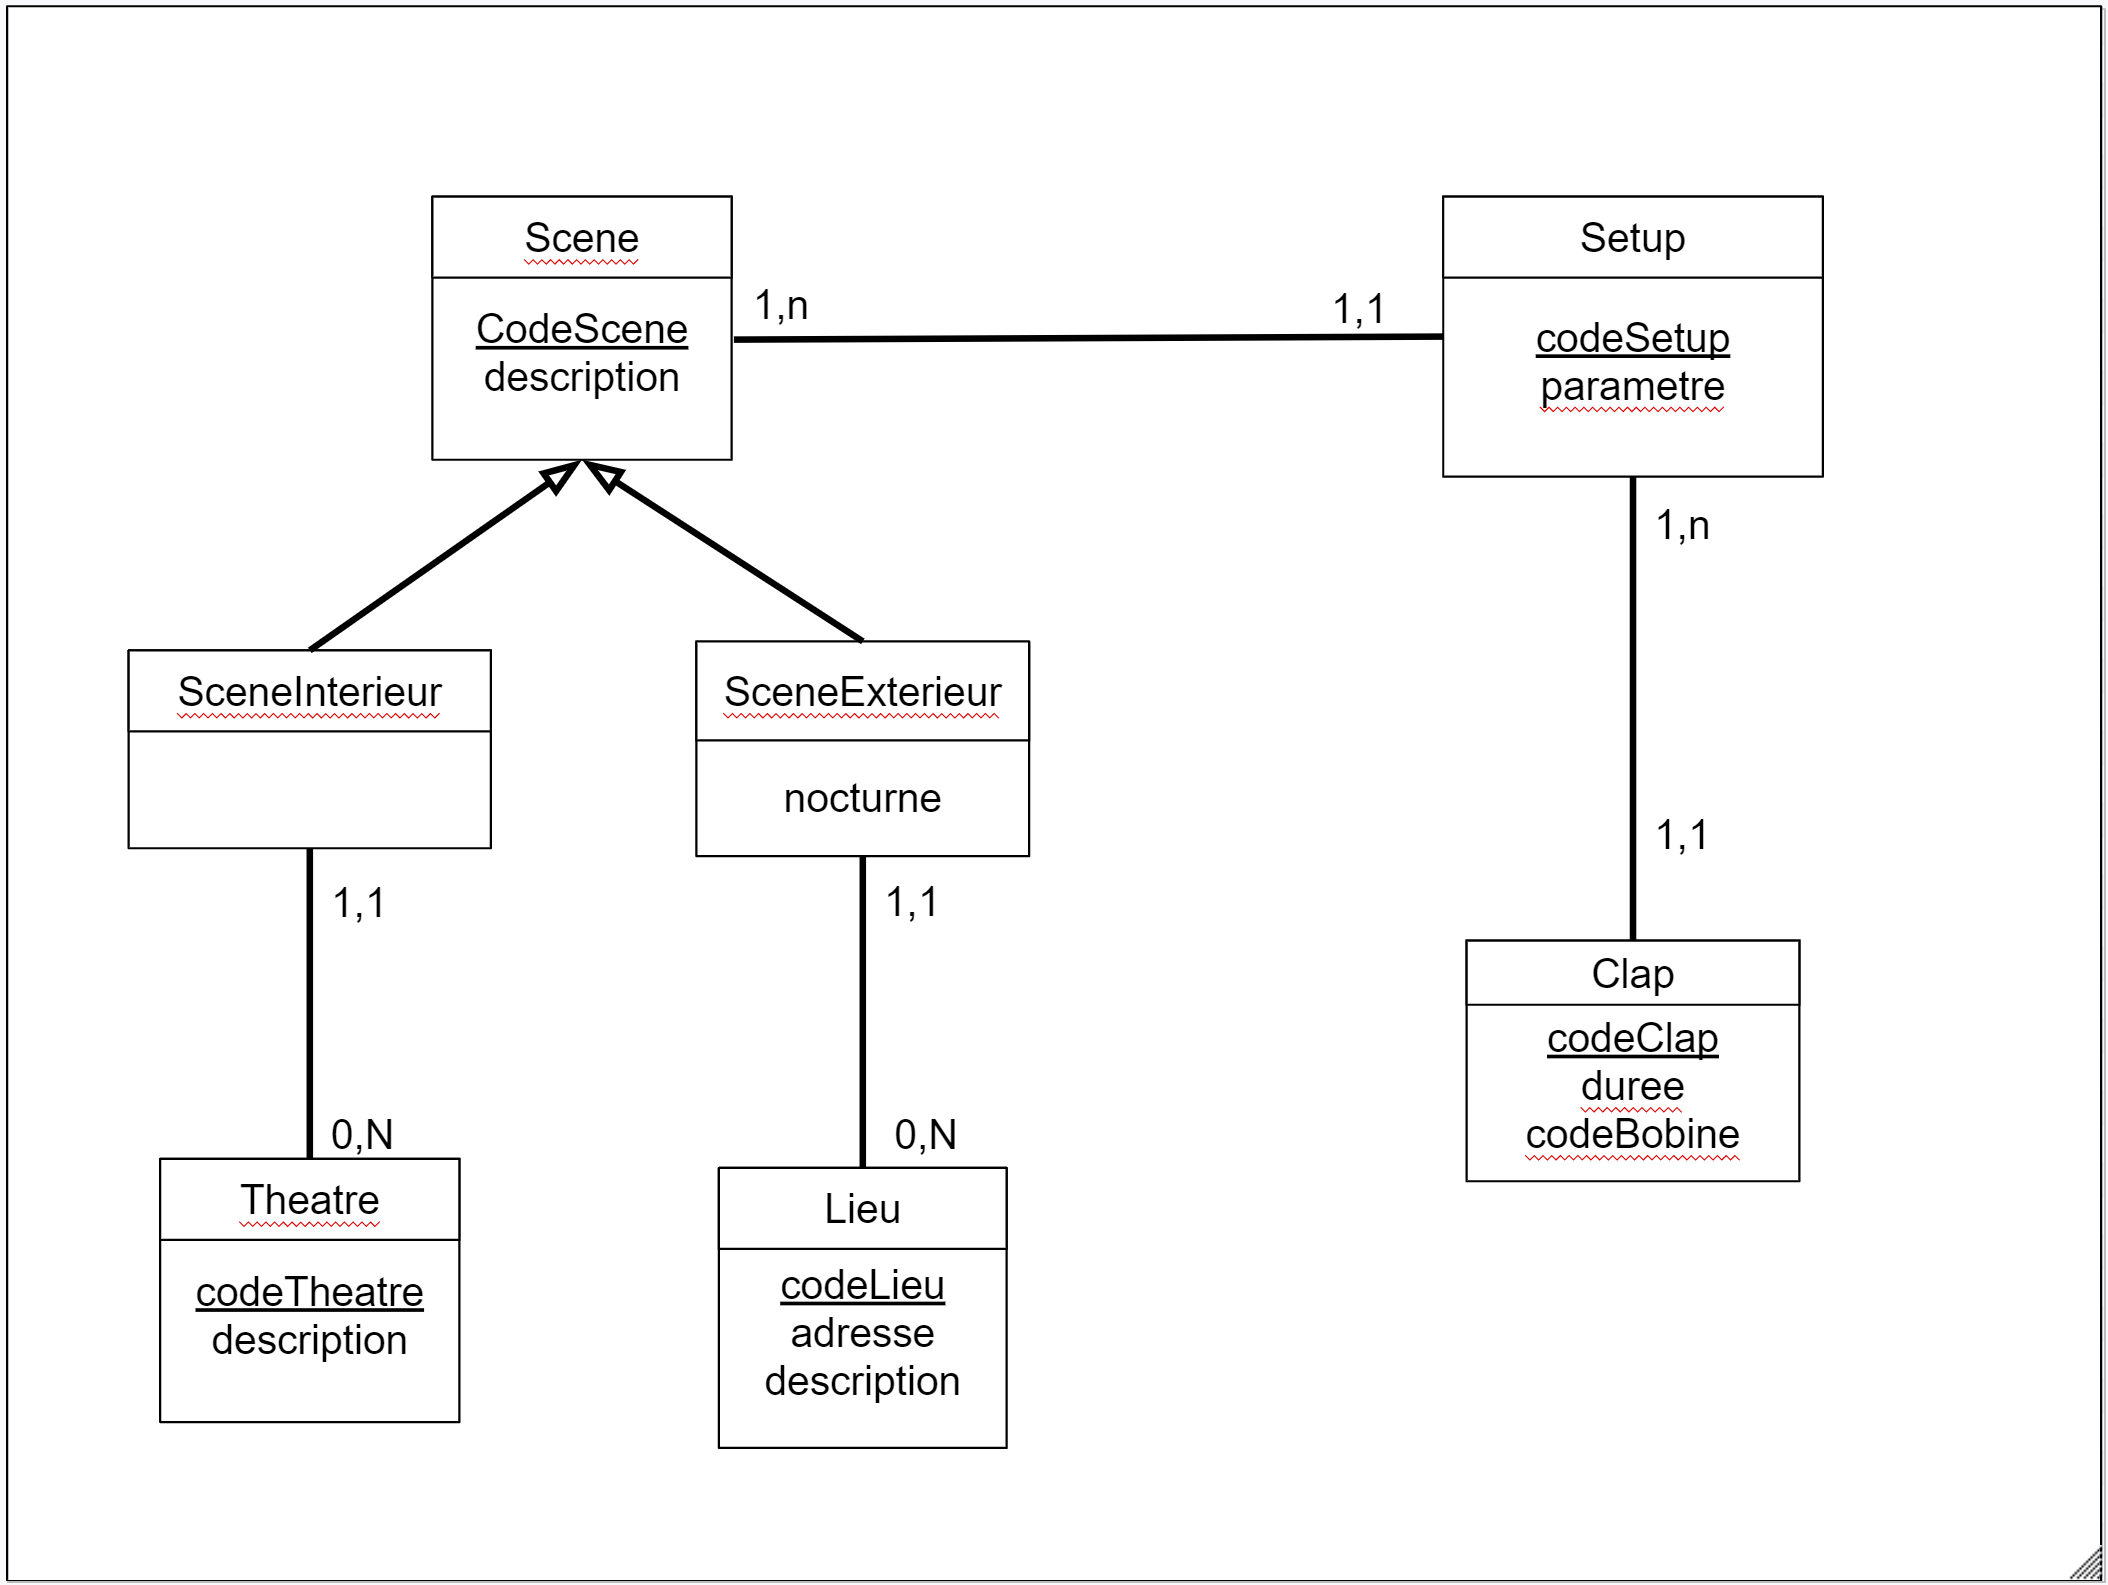 Scene
CodeScene
description
1,n
1,1
Setup
codeSetup
parametre
1,n
1,1
SceneInterieur
SceneExterieur
nocturne
1,1
1,1
0,N
0,N
Theatre
codeTheatre
description
Lieu
codeLieu
adresse
description
Clap
codeClap
duree
codeBobine